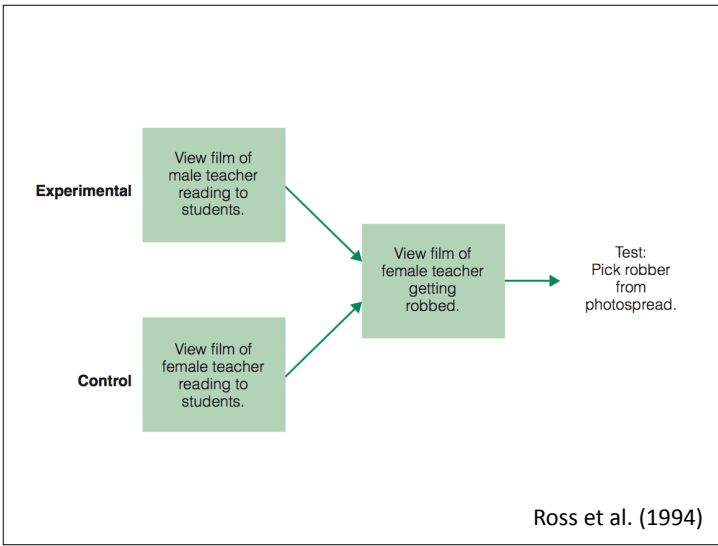 Experimental
View film of
male teacher
reading to
students.
View film of
female teacher
getting
robbed.
Test:
Pick robber
from
photospread.
Control
View film of
female teacher
reading to
students.
Ross et al. (1994)